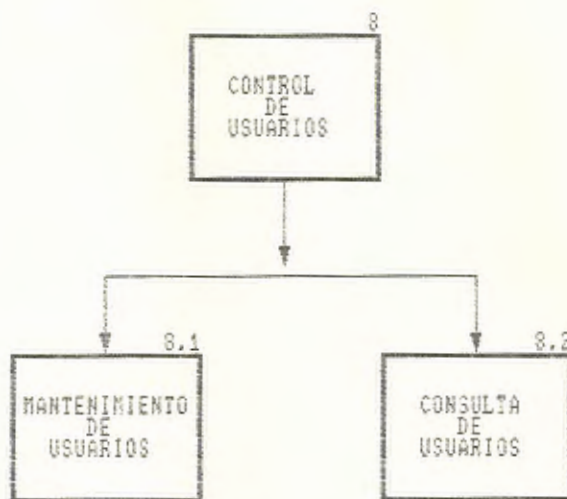 8
CONTROL
DE
USUARIOS
8.1
8.2
MANTENIMIENTO
DE
USUARIOS
CONSULTA
DE
USUARIOS